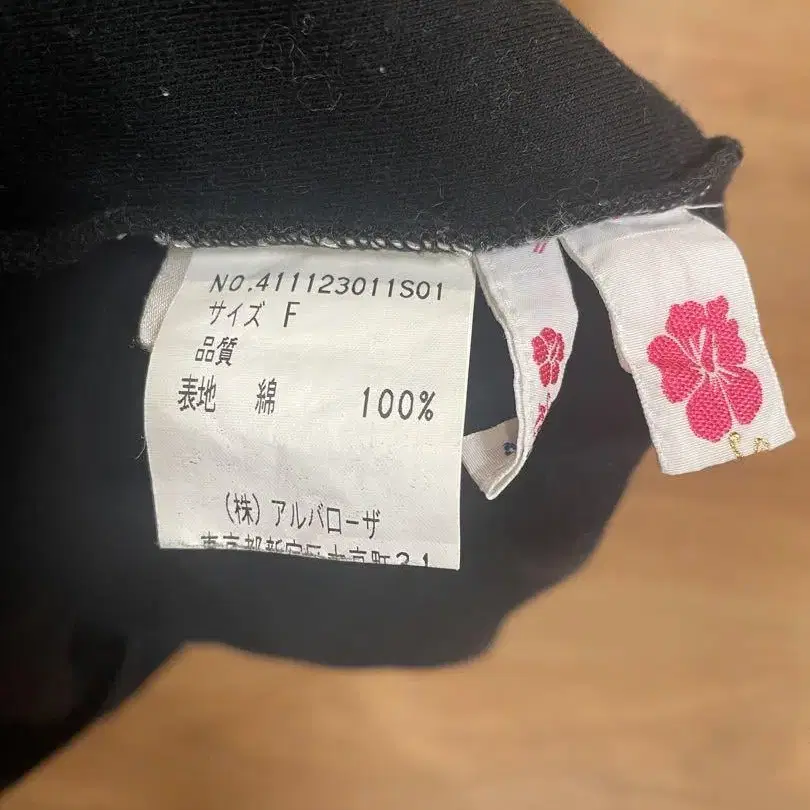 NO.411123011S01
サイズ F
品質
表地 綿 100%
(株) アルバローザ